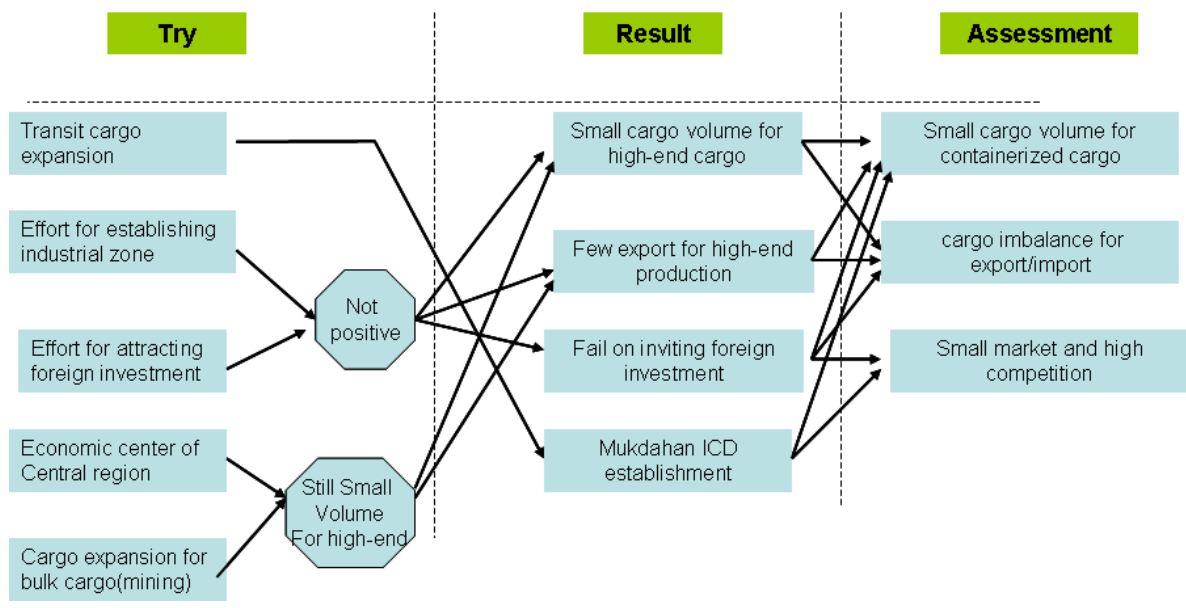 Try
Result
Assessment
Transit cargo
expansion
Effort for establishing
industrial zone
Effort for attracting
foreign investment
Economic center of
Central region
Cargo expansion for
bulk cargo(mining)
Not
positive
Still Small
Volume
For high-end
Small cargo volume for
high-end cargo
Few export for high-end
production
Fail on inviting foreign
investment
Mukdahan ICD
establishment
Small cargo volume for
containerized cargo
cargo imbalance for
export/import
Small market and high
competition